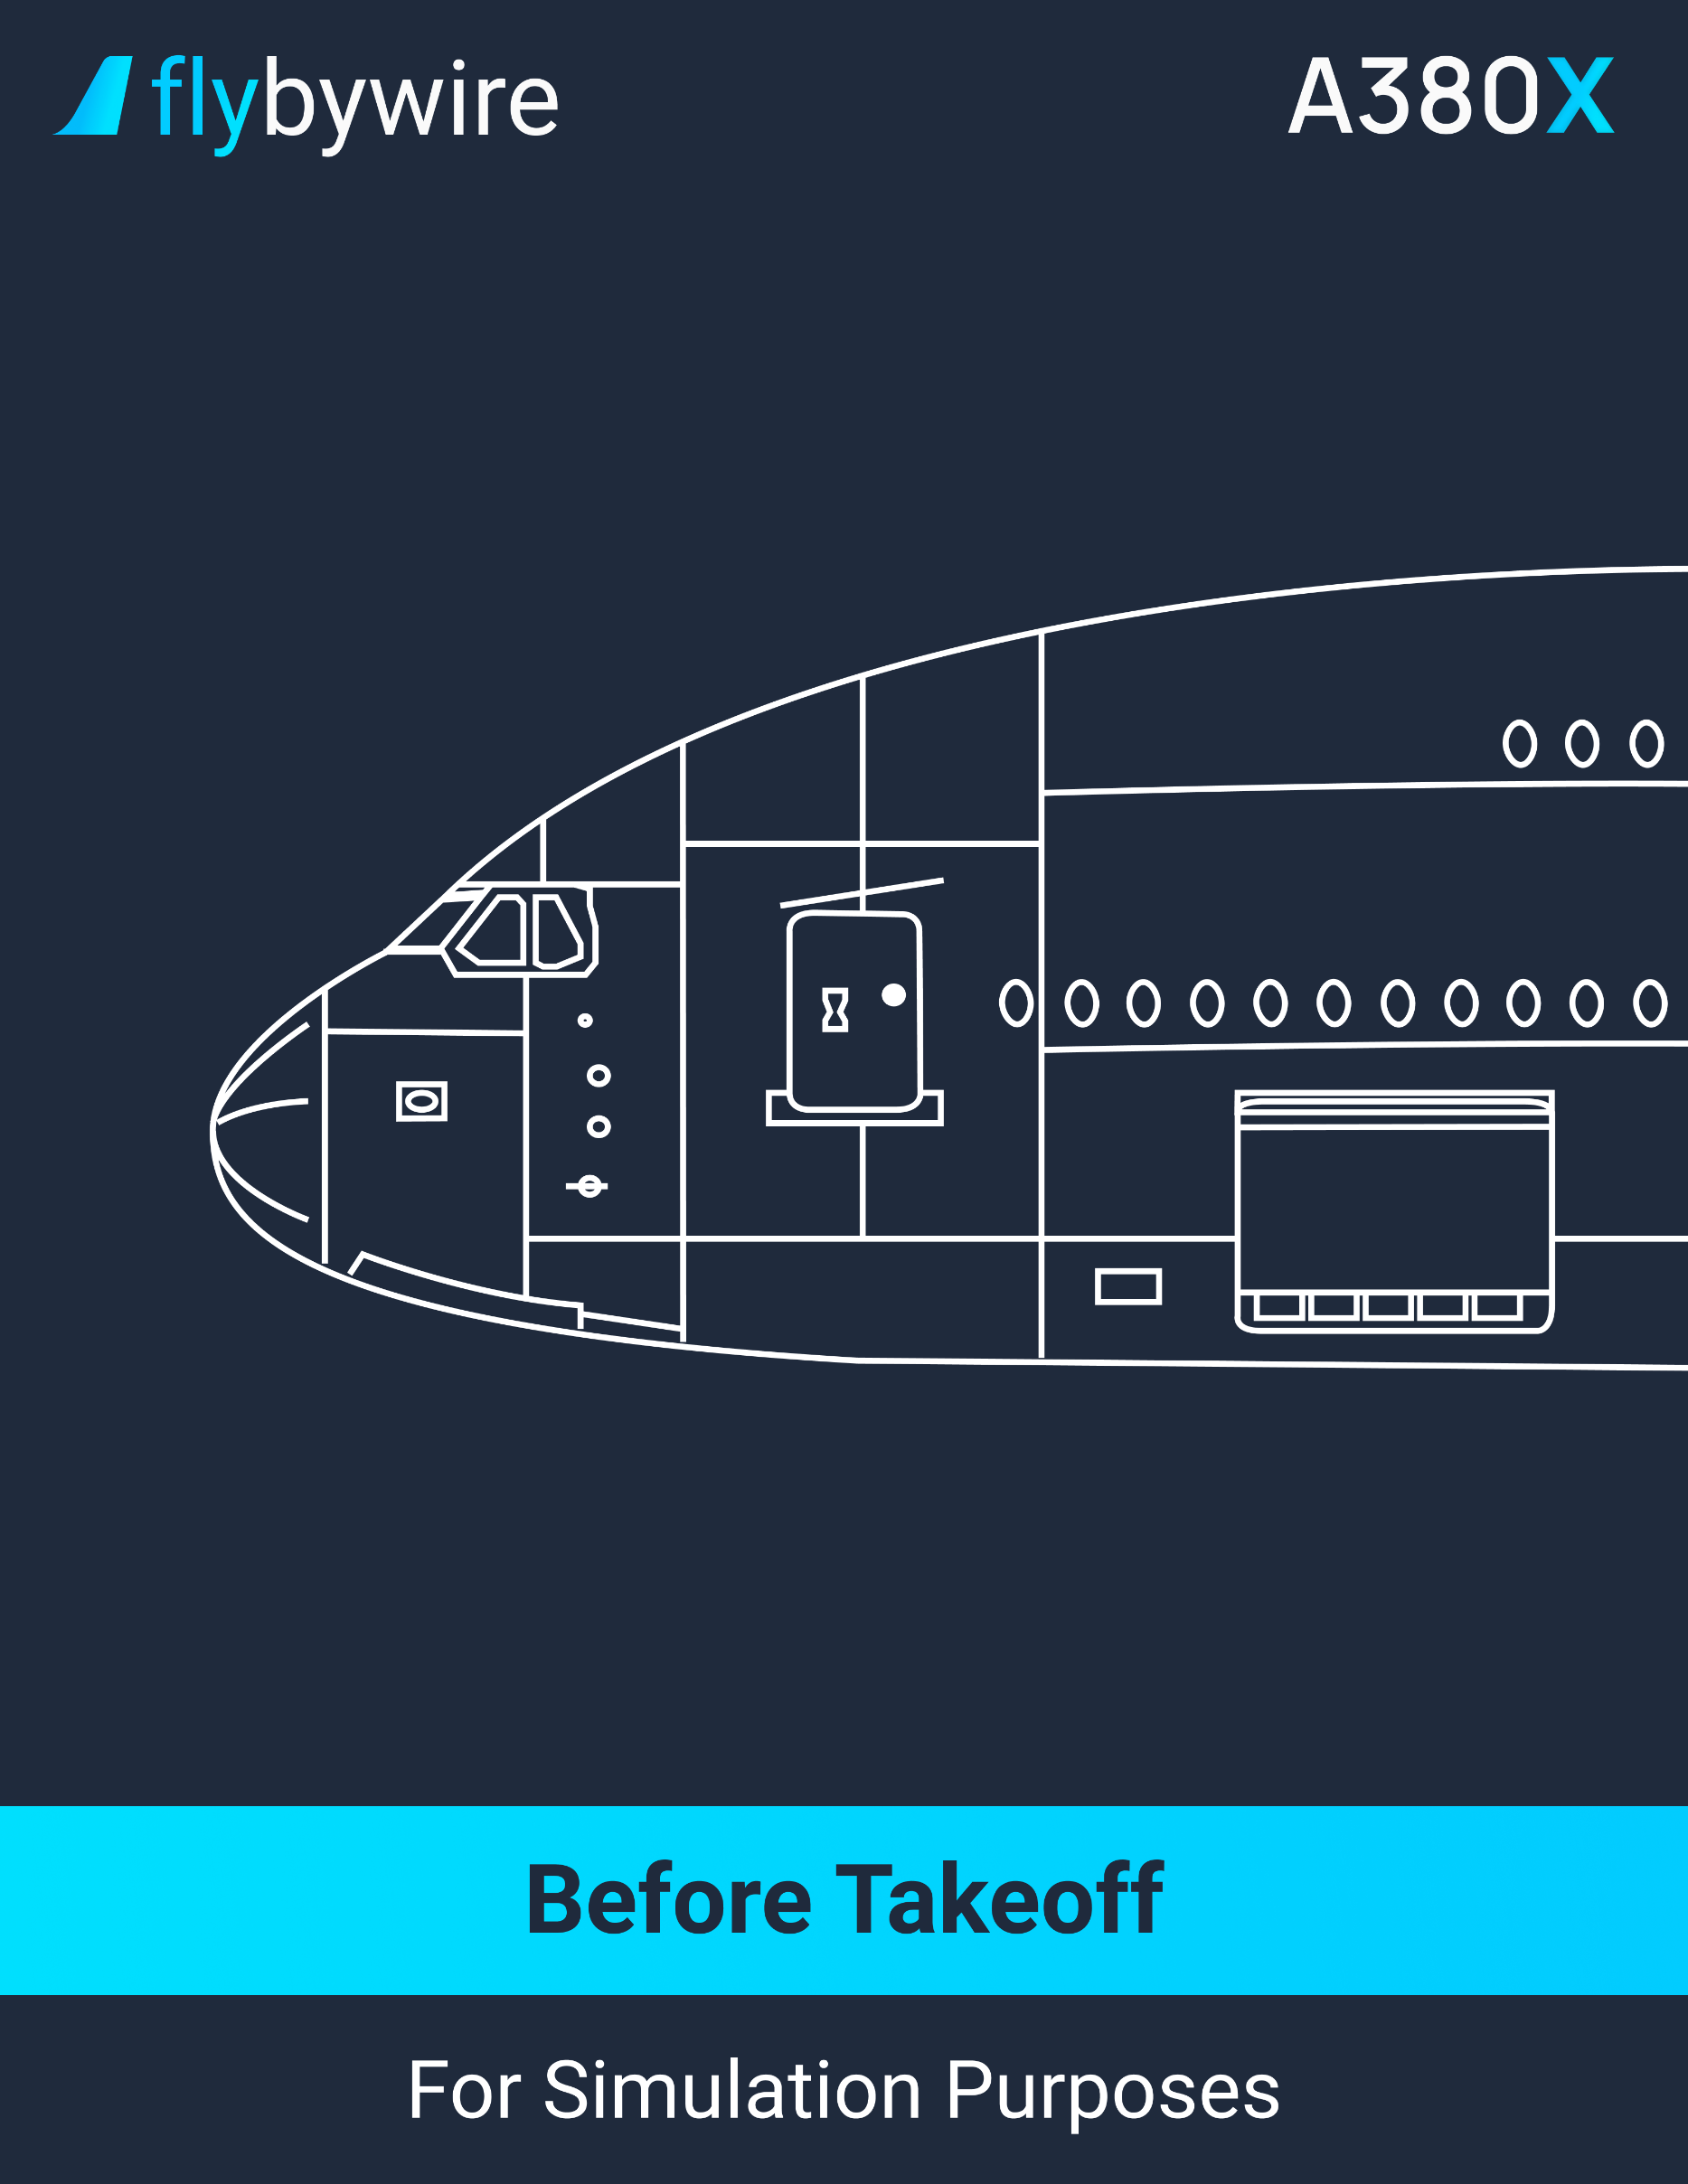 flybywire
A380X
Before Takeoff
For Simulation Purposes